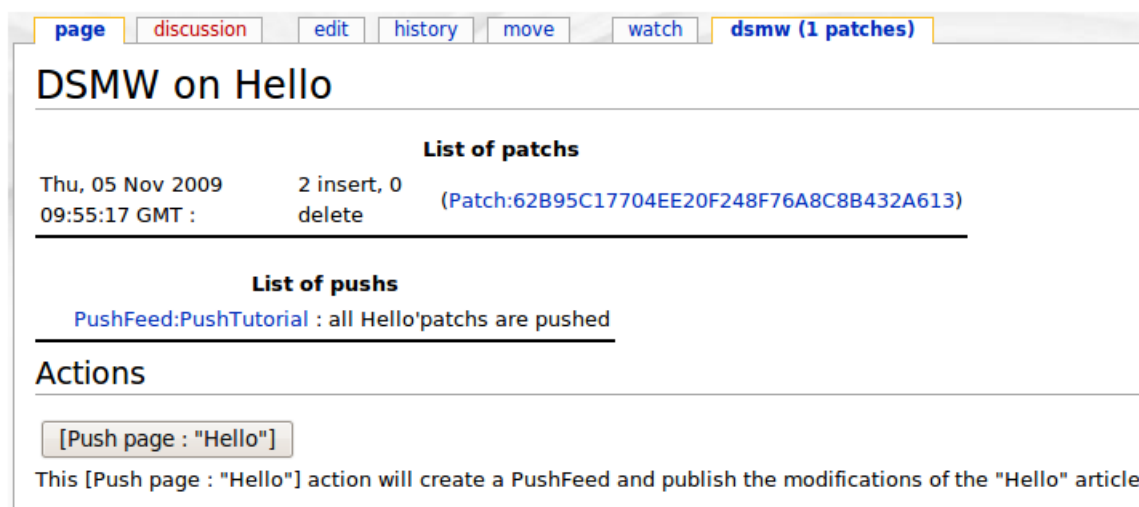 page discussion edit history move watch dsmw (1 patches)
DSMW on Hello
List of patchs
Thu, 05 Nov 2009 2 insert, 0
09:55:17 GMT : delete (Patch:62B95C17704EE20F248F76A8C8B432A613)
List of pushs
PushFeed:PushTutorial : all Hello'patchs are pushed
Actions
[Push page : "Hello"]
This [Push page : "Hello"] action will create a PushFeed and publish the modifications of the "Hello" article